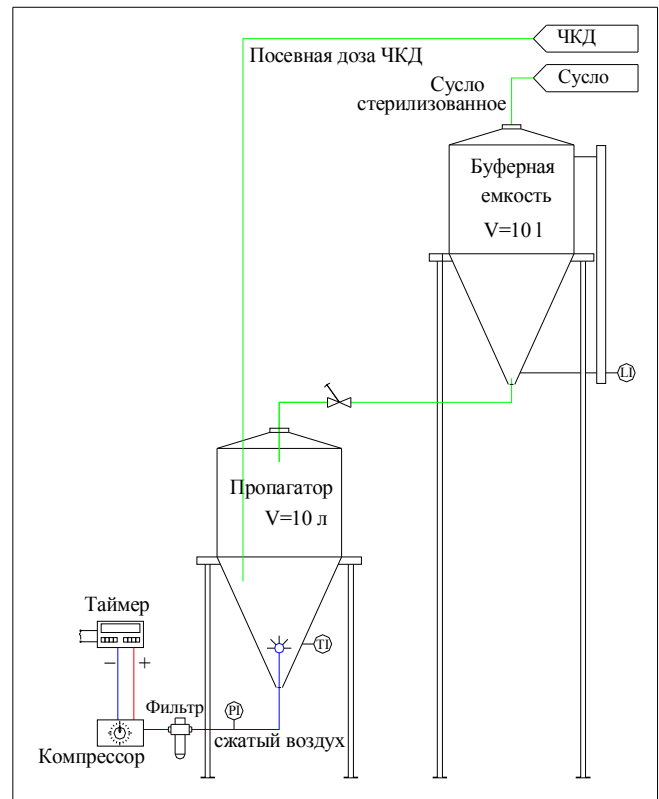 ЧКД
Посевная доза ЧКД
Сусло
Сусло
стерилизованное
Буферная
емкость
V=10 l
LI
Пропагатор
V=10 л
Таймер
TI
− +
Фильтр
PI
сжатый воздух
Компрессор